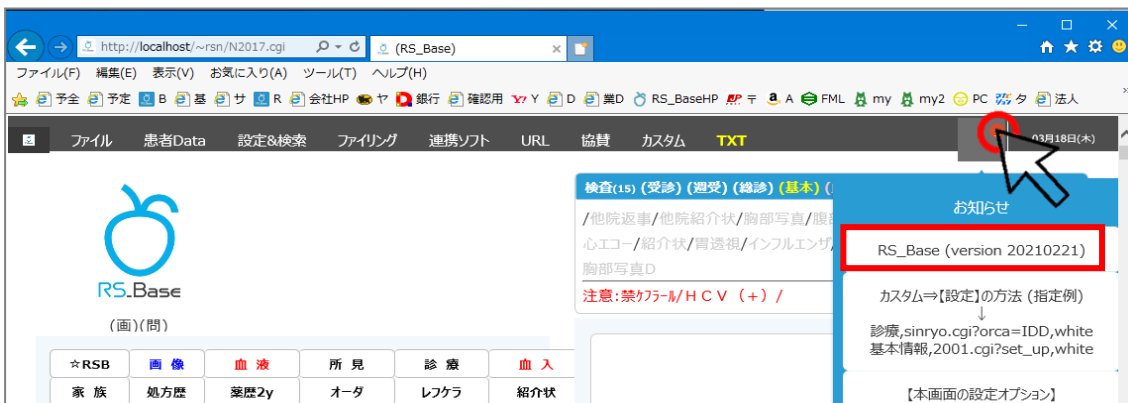 http://localhost/~rsn/N2017.cgi
(RS_Base)
ファイル(F) 編集(E) 表示(V) お気に入り(A) ツール(T) ヘルプ(H)
予全 予定 B 基 サ R 会社HP ヤ 銀行 確認用 Y D 業D RS_BaseHP 〒 A FML my my2 PC タ 法人
ファイル 患者Data 設定&検索 ファイリング 連携ソフト URL 協賛 カスタム TXT 03月18日(木)
検査(15) (受診) (週受) (総診) (基本)
/他院返事/他院紹介状/胸部写真/腹
心エコー/紹介状/胃透視/インフルエンザ
胸部写真D
注意:禁ケフラール/HCV(+)/
お知らせ
RS_Base (version 20210221)
カスタム⇒【設定】の方法 (指定例)
↓
診療,sinryo.cgi?orca=IDD,white
基本情報,2001.cgi?set_up,white
【本画面の設定オプション】
RS_Base
(画)(問)
☆RSB 画像 血液 所見 診療 血入
家族 処方歴 薬歴2y オーダ レフケラ 紹介状